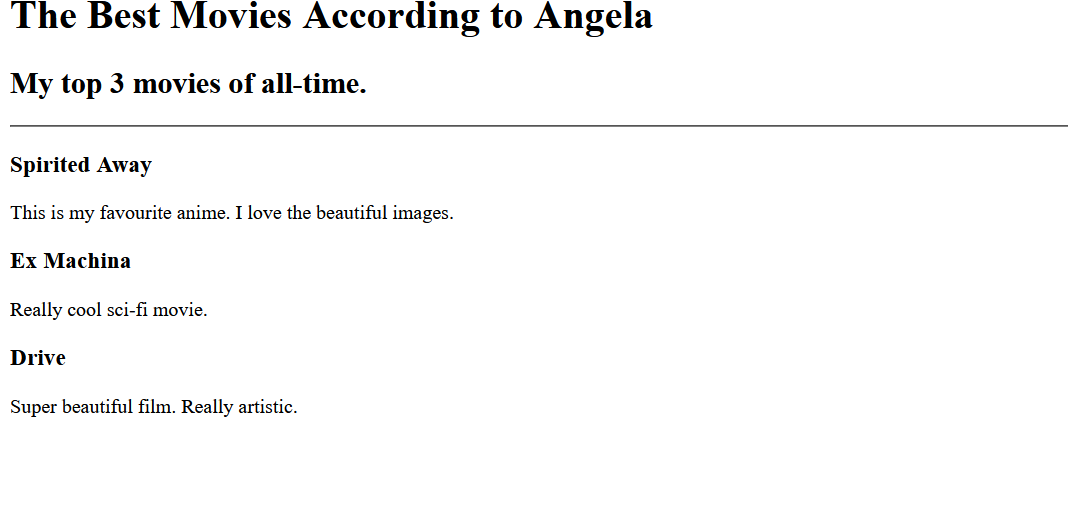 The Best Movies According to Angela
My top 3 movies of all-time.
Spirited Away
This is my favourite anime. I love the beautiful images.
Ex Machina
Really cool sci-fi movie.
Drive
Super beautiful film. Really artistic.